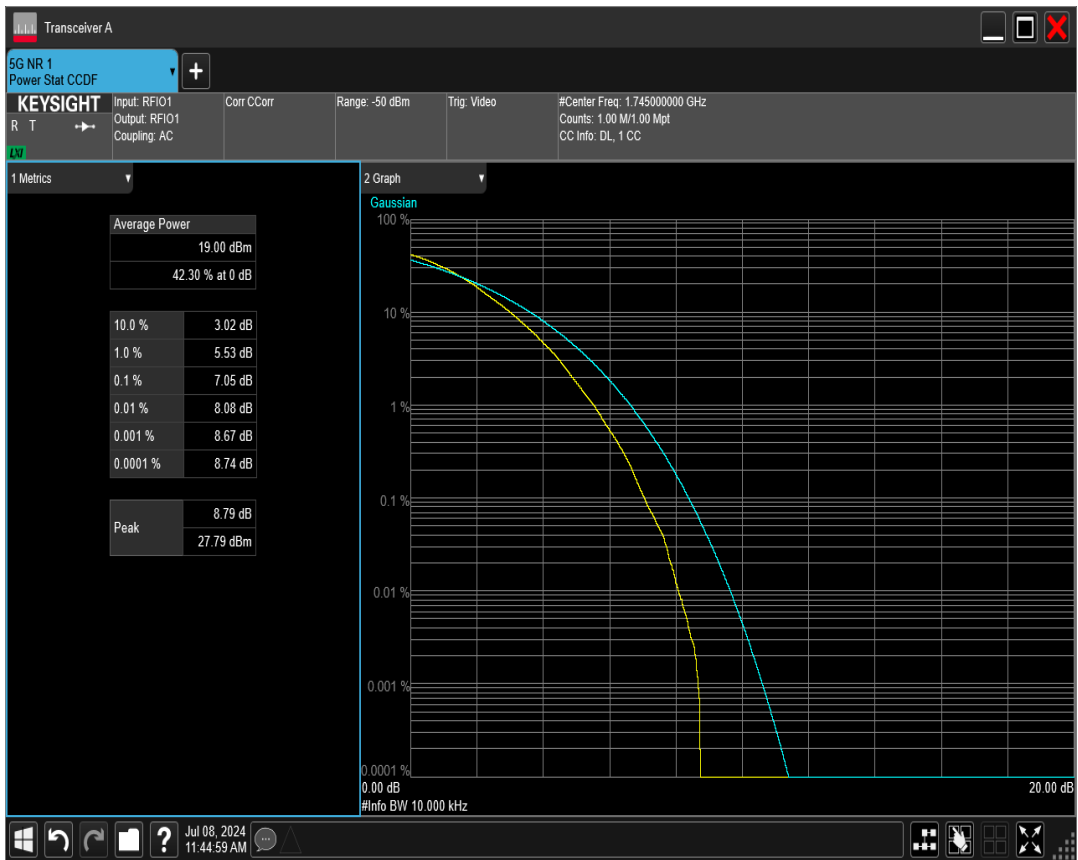 Transceiver A
5G NR 1
Power Stat CCDF
KEYSIGHT
R T
LXI
Input: RFIO1
Output: RFIO1
Coupling: AC
Corr CCorr
Range: -50 dBm
Trig: Video
#Center Freq: 1.745000000 GHz
Counts: 1.00 M/1.00 Mpt
CC Info: DL, 1 CC
1 Metrics
Average Power
19.00 dBm
42.30 % at 0 dB
10.0 % 3.02 dB
1.0 % 5.53 dB
0.1 % 7.05 dB
0.01 % 8.08 dB
0.001 % 8.67 dB
0.0001 % 8.74 dB
Peak
8.79 dB
27.79 dBm
2 Graph
Gaussian
100 %
10 %
1 %
0.1 %
0.01 %
0.001 %
0.0001 %
0.00 dB 20.00 dB
#Info BW 10.000 kHz
?
Jul 08, 2024
11:44:59 AM